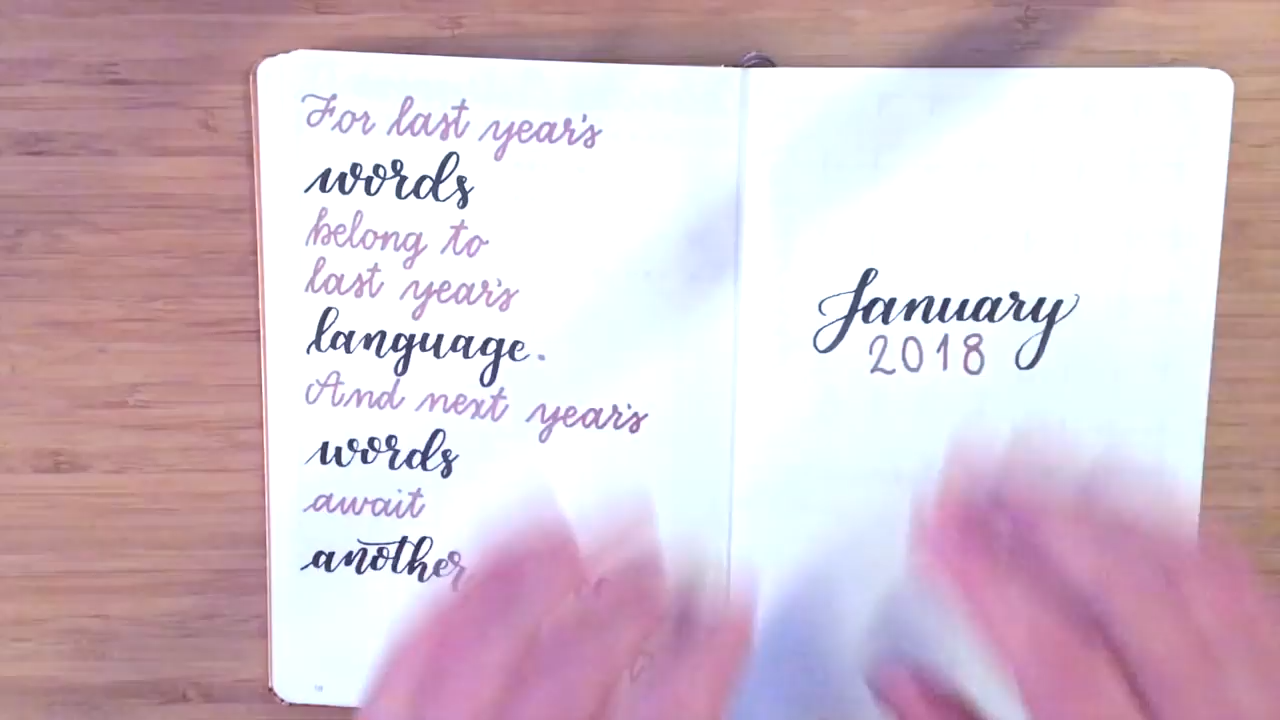 For last year's
words
belong to
last year's
language.
And next year's
words
await
another
January
2018